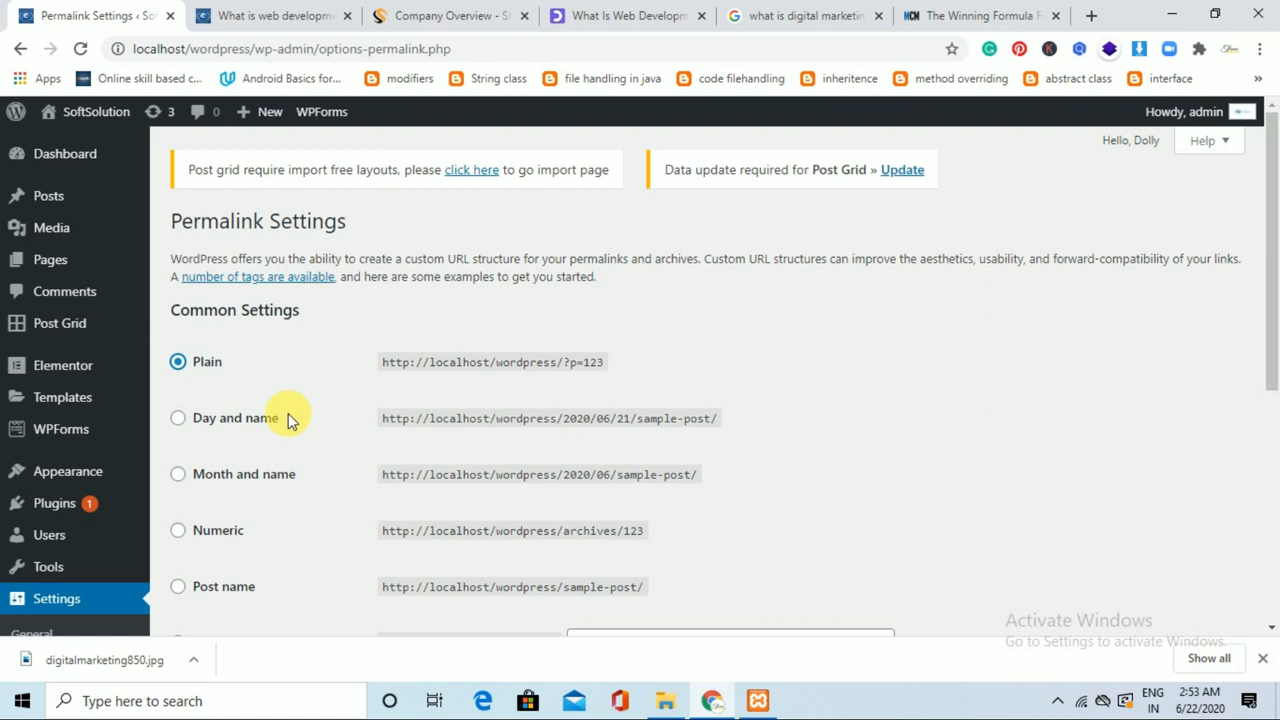 Permalink Settings ‹ Sof
What is web developme
Company Overview - S
What Is Web Develop
what is digital marketin
The Winning Formula F
localhost/wordpress/wp-admin/options-permalink.php
Apps
Online skill based c...
Android Basics for...
modifiers
String class
file handling in java
code filehandling
inheritence
method overriding
abstract class
interface
»
SoftSolution
3
0
New
WPForms
Howdy, admin
Dashboard
Hello, Dolly
Help
Post grid require import free layouts, please click here to go import page
Data update required for Post Grid » Update
Posts
Media
Pages
Comments
Post Grid
Elementor
Templates
WPForms
Appearance
Plugins 1
Users
Tools
Settings
General
Permalink Settings
WordPress offers you the ability to create a custom URL structure for your permalinks and archives. Custom URL structures can improve the aesthetics, usability, and forward-compatibility of your links.
A number of tags are available, and here are some examples to get you started.
Common Settings
Plain
http://localhost/wordpress/?p=123
Day and name
http://localhost/wordpress/2020/06/21/sample-post/
Month and name
http://localhost/wordpress/2020/06/sample-post/
Numeric
http://localhost/wordpress/archives/123
Post name
http://localhost/wordpress/sample-post/
Activate Windows
Go to Settings to activate Windows.
digitalmarketing850.jpg
Show all
Type here to search
ENG
IN
2:53 AM
6/22/2020